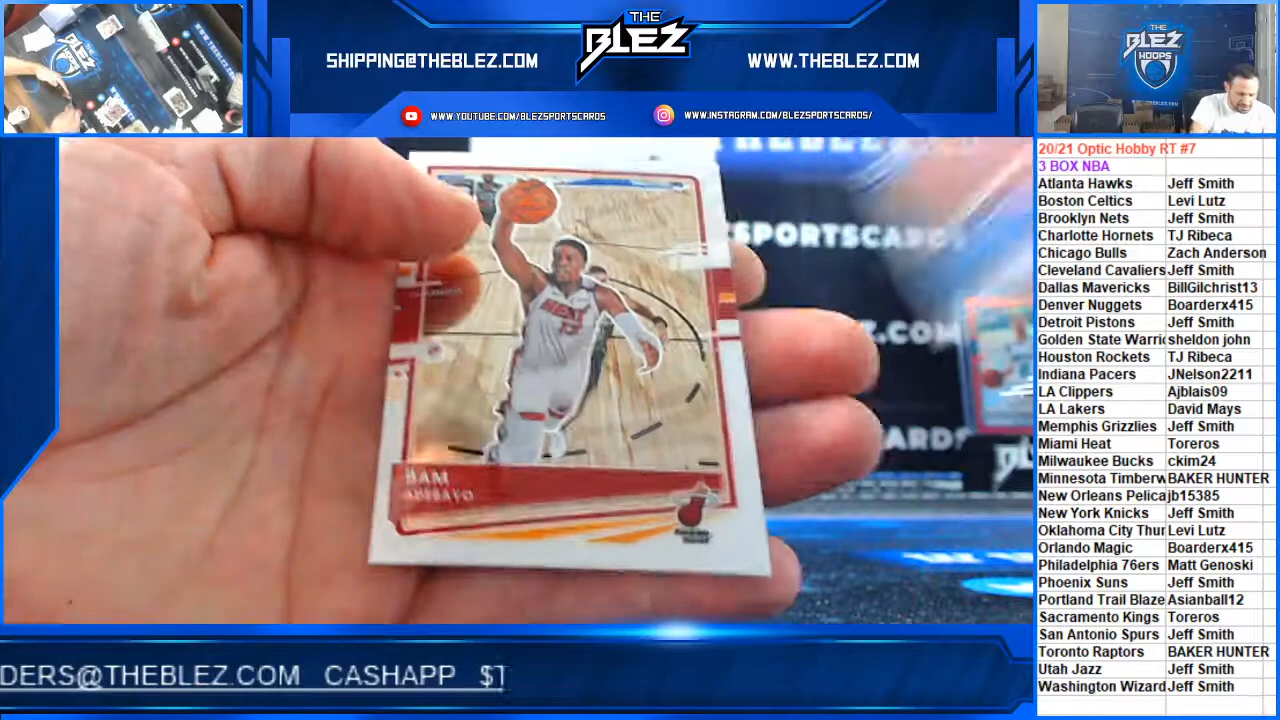 THE
BLEZ
SHIPPING@THEBLEZ.COM
WWW.THEBLEZ.COM
WWW.YOUTUBE.COM/BLEZSPORTSCARDS
WWW.INSTAGRAM.COM/BLEZSPORTSCARDS/
THE
BLEZ
HOOPS
ZSPORTSCARDS
.COM
CARDS
HEAT
13
BAM
ADEBAYO
20/21 Optic Hobby RT #7
3 BOX NBA
Atlanta Hawks Jeff Smith
Boston Celtics Levi Lutz
Brooklyn Nets Jeff Smith
Charlotte Hornets TJ Ribeca
Chicago Bulls Zach Anderson
Cleveland Cavaliers Jeff Smith
Dallas Mavericks BillGilchrist13
Denver Nuggets Boarderx415
Detroit Pistons Jeff Smith
Golden State Warri sheldon john
Houston Rockets TJ Ribeca
Indiana Pacers JNelson2211
LA Clippers Ajblais09
LA Lakers David Mays
Memphis Grizzlies Jeff Smith
Miami Heat Toreros
Milwaukee Bucks ckim24
Minnesota Timberw BAKER HUNTER
New Orleans Pelica jb15385
New York Knicks Jeff Smith
Oklahoma City Thur Levi Lutz
Orlando Magic Boarderx415
Philadelphia 76ers Matt Genoski
Phoenix Suns Jeff Smith
Portland Trail Blaze Asianball12
Sacramento Kings Toreros
San Antonio Spurs Jeff Smith
Toronto Raptors BAKER HUNTER
Utah Jazz Jeff Smith
Washington Wizard Jeff Smith
DERS@THEBLEZ.COM CASHAPP $T